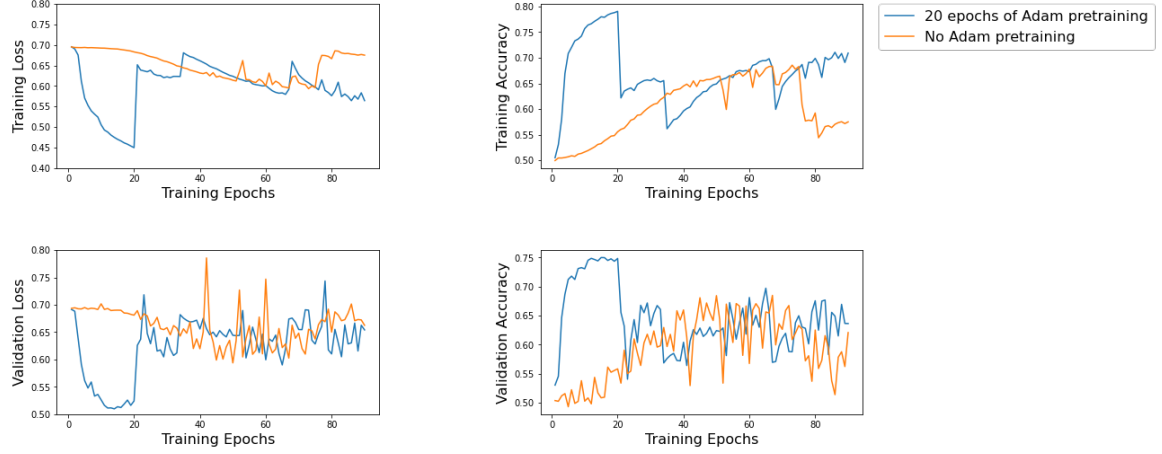 20 epochs of Adam pretraining
No Adam pretraining
0.80
0.75
0.70
0.65
0.60
0.55
0.50
0.45
0.40
Training Loss
0 20 40 60 80
Training Epochs
0.80
0.75
0.70
0.65
0.60
0.55
0.50
Training Accuracy
0 20 40 60 80
Training Epochs
0.80
0.75
0.70
0.65
0.60
0.55
0.50
Validation Loss
0 20 40 60 80
Training Epochs
0.75
0.70
0.65
0.60
0.55
0.50
Validation Accuracy
0 20 40 60 80
Training Epochs